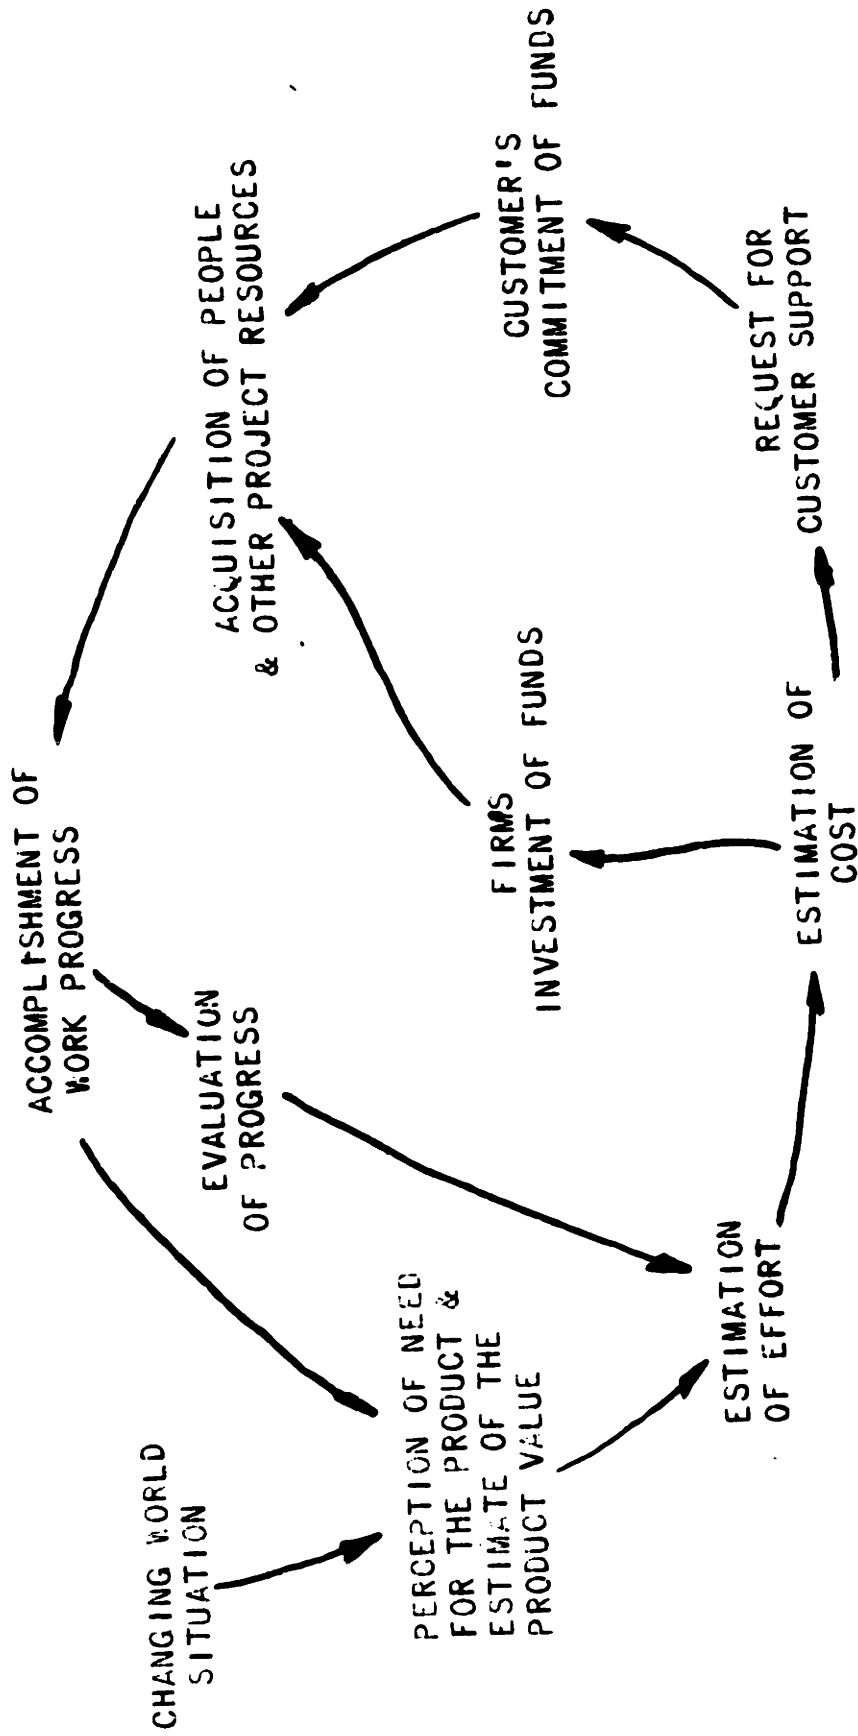 CHANGING WORLD
SITUATION
PERCEPTION OF NEED
FOR THE PRODUCT &
ESTIMATE OF THE
PRODUCT VALUE
ACCOMPLISHMENT OF
WORK PROGRESS
EVALUATION
OF PROGRESS
ESTIMATION
OF EFFORT
ESTIMATION OF
COST
FIRMS
INVESTMENT OF FUNDS
ACQUISITION OF PEOPLE
& OTHER PROJECT RESOURCES
CUSTOMER'S
COMMITMENT OF FUNDS
REQUEST FOR
CUSTOMER SUPPORT